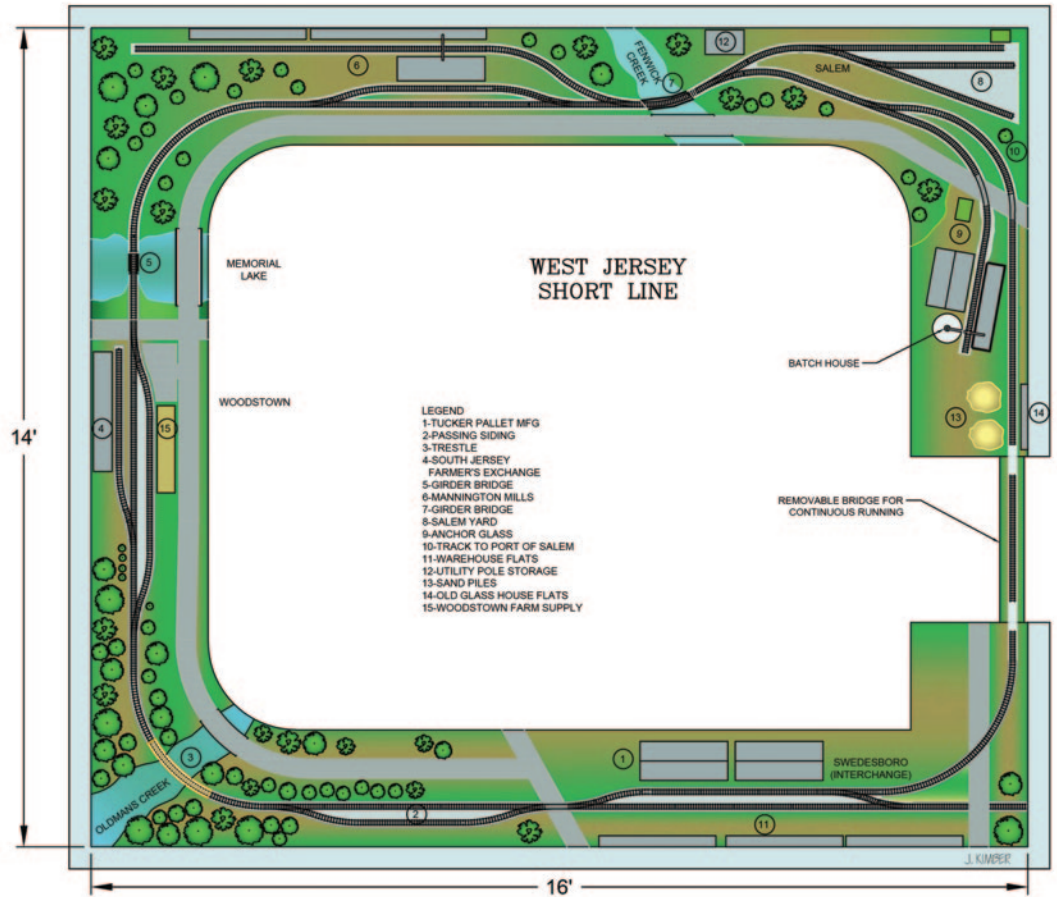 12
FENWICK
CREEK
6
7
SALEM
8
10
9
5
MEMORIAL
LAKE
WEST JERSEY
SHORT LINE
BATCH HOUSE
WOODSTOWN
4
15
13
14
14'
LEGEND
1-TUCKER PALLET MFG
2-PASSING SIDING
3-TRESTLE
4-SOUTH JERSEY
FARMER'S EXCHANGE
5-GIRDER BRIDGE
6-MANNINGTON MILLS
7-GIRDER BRIDGE
8-SALEM YARD
9-ANCHOR GLASS
10-TRACK TO PORT OF SALEM
11-WAREHOUSE FLATS
12-UTILITY POLE STORAGE
13-SAND PILES
14-OLD GLASS HOUSE FLATS
15-WOODSTOWN FARM SUPPLY
REMOVABLE BRIDGE FOR
CONTINUOUS RUNNING
3
OLDMANS CREEK
1
SWEDESBORO
(INTERCHANGE)
2
11
J. KIMBER
16'